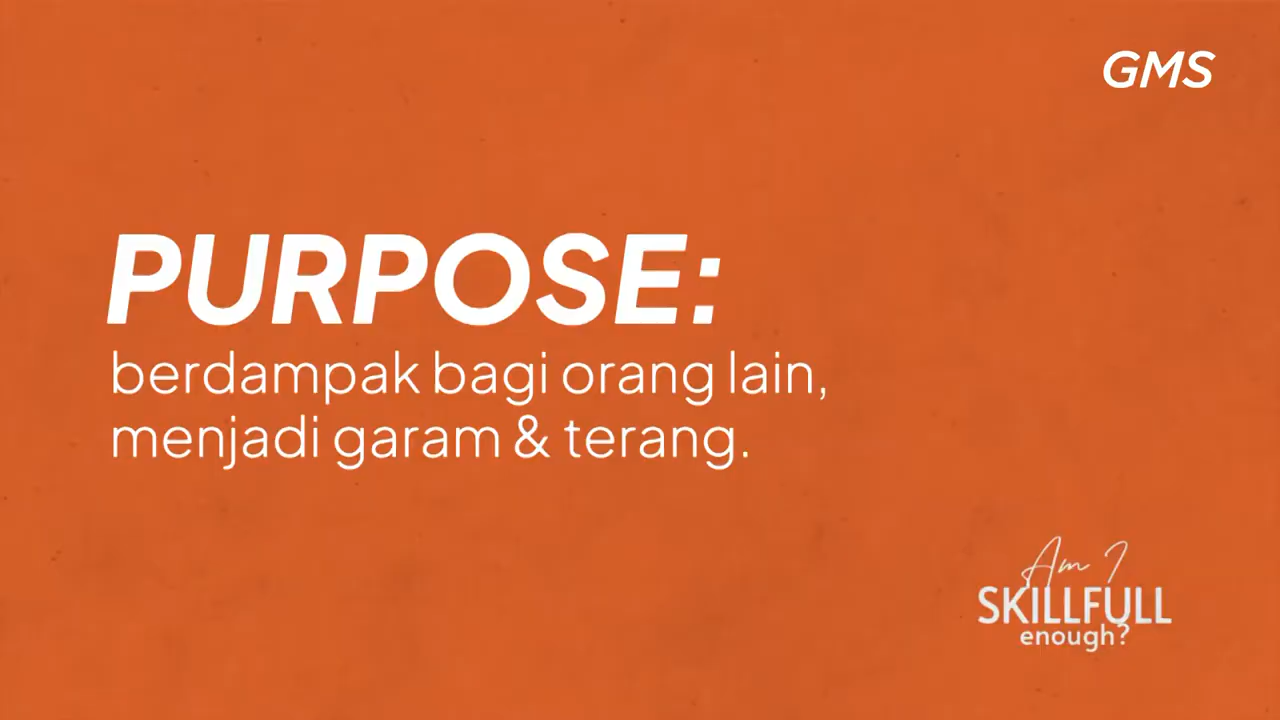 GMS
PURPOSE:
berdampak bagi orang lain,
menjadi garam & terang.
Am I
SKILLFULL
enough?